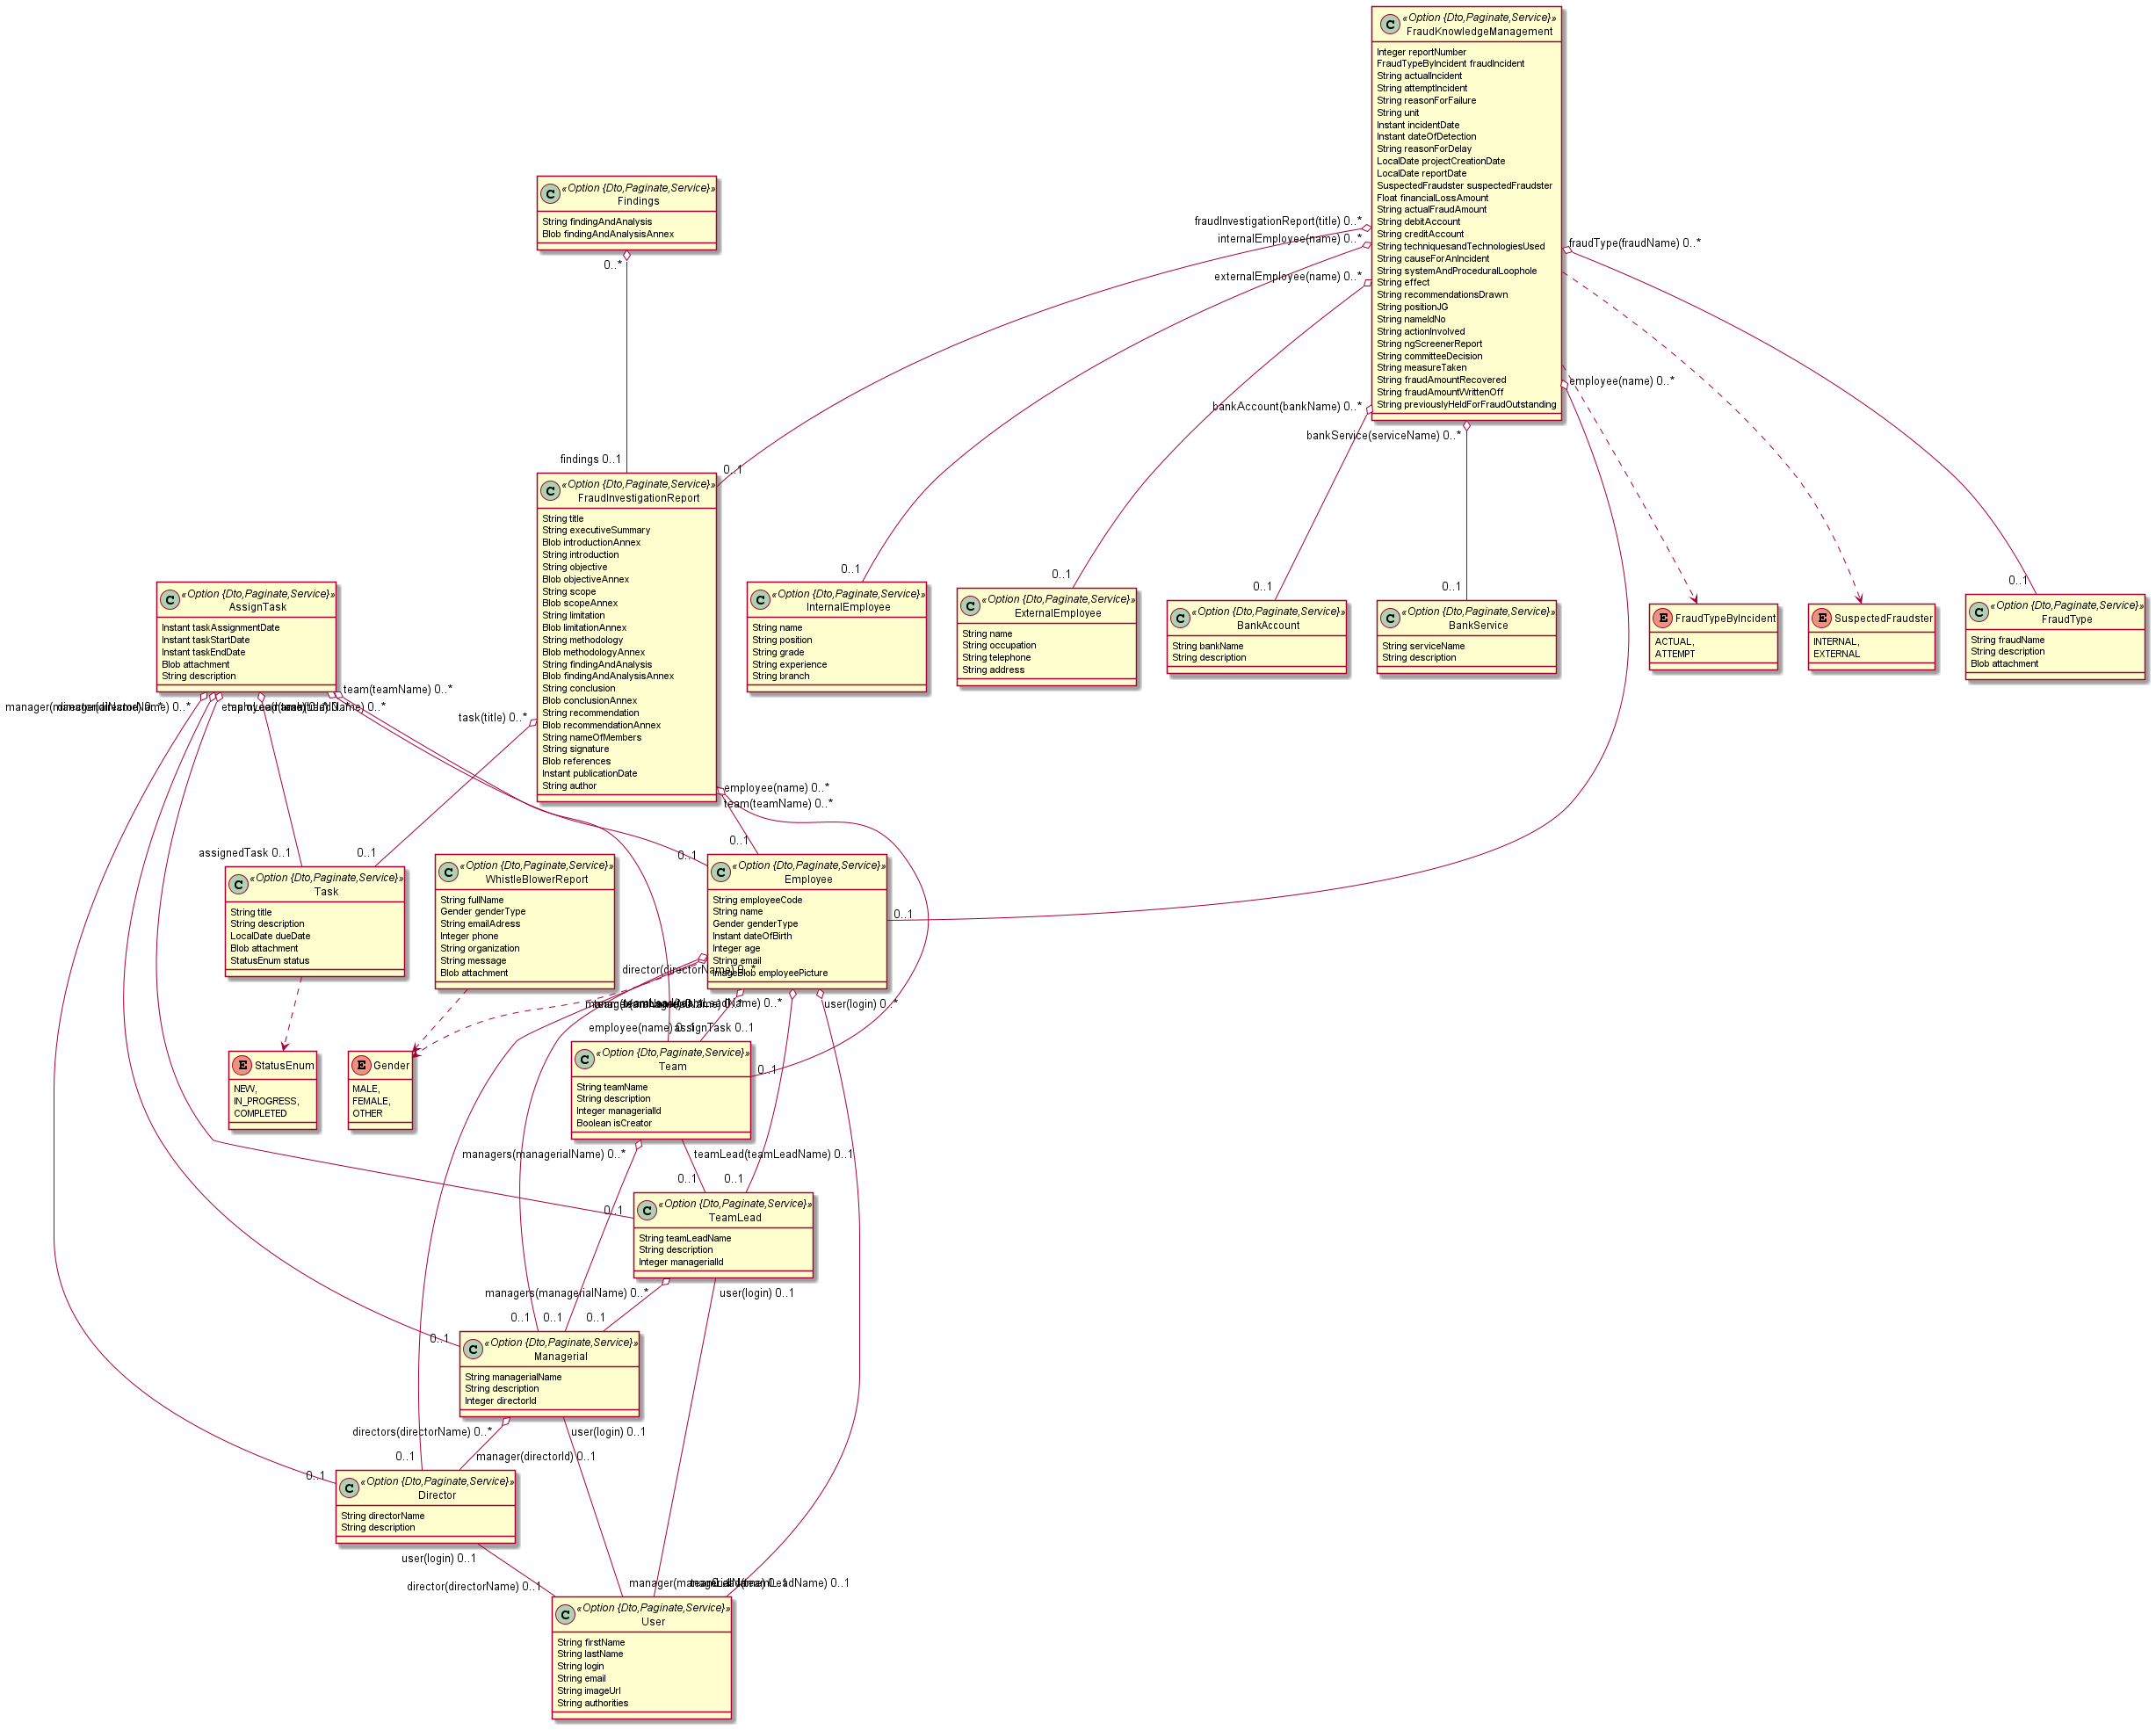 «Option {Dto,Paginate,Service}»
FraudKnowledgeManagement
Integer reportNumber
FraudTypeByIncident fraudIncident
String actualIncident
String attemptIncident
String reasonForFailure
String unit
Instant incidentDate
Instant dateOfDetection
String reasonForDelay
LocalDate projectCreationDate
LocalDate reportDate
SuspectedFraudster suspectedFraudster
Float financialLossAmount
String actualFraudAmount
String debitAccount
String creditAccount
String techniquesandTechnologiesUsed
String causeForAnIncident
String systemAndProceduralLoophole
String effect
String recommendationsDrawn
String positionJG
String nameIdNo
String actionInvolved
String ngScreenerReport
String committeeDecision
String measureTaken
String fraudAmountRecovered
String fraudAmountWrittenOff
String previouslyHeldForFraudOutstanding
«Option {Dto,Paginate,Service}»
Findings
String findingAndAnalysis
Blob findingAndAnalysisAnnex
0..*
findings 0..1
fraudInvestigationReport(title) 0..*
internalEmployee(name) 0..*
externalEmployee(name) 0..*
bankAccount(bankName) 0..*
bankService(serviceName) 0..*
fraudType(fraudName) 0..*
employee(name) 0..*
0..1
«Option {Dto,Paginate,Service}»
FraudInvestigationReport
String title
String executiveSummary
Blob introductionAnnex
String introduction
String objective
Blob objectiveAnnex
String scope
Blob scopeAnnex
String limitation
Blob limitationAnnex
String methodology
Blob methodologyAnnex
String findingAndAnalysis
Blob findingAndAnalysisAnnex
String conclusion
Blob conclusionAnnex
String recommendation
Blob recommendationAnnex
String nameOfMembers
String signature
Blob references
Instant publicationDate
String author
0..1
«Option {Dto,Paginate,Service}»
InternalEmployee
String name
String position
String grade
String experience
String branch
0..1
«Option {Dto,Paginate,Service}»
ExternalEmployee
String name
String occupation
String telephone
String address
0..1
«Option {Dto,Paginate,Service}»
BankAccount
String bankName
String description
0..1
«Option {Dto,Paginate,Service}»
BankService
String serviceName
String description
FraudTypeByIncident
ACTUAL,
ATTEMPT
SuspectedFraudster
INTERNAL,
EXTERNAL
0..1
«Option {Dto,Paginate,Service}»
FraudType
String fraudName
String description
Blob attachment
«Option {Dto,Paginate,Service}»
AssignTask
Instant taskAssignmentDate
Instant taskStartDate
Instant taskEndDate
Blob attachment
String description
team(teamName) 0..*
task(title) 0..*
employee(name) 0..*
team(teamName) 0..*
assignedTask 0..1
0..1
0..1
0..1
0..1
«Option {Dto,Paginate,Service}»
Task
String title
String description
LocalDate dueDate
Blob attachment
StatusEnum status
«Option {Dto,Paginate,Service}»
WhistleBlowerReport
String fullName
Gender genderType
String emailAdress
Integer phone
String organization
String message
Blob attachment
«Option {Dto,Paginate,Service}»
Employee
String employeeCode
String name
Gender genderType
Instant dateOfBirth
Integer age
String email
ImageBlob employeePicture
director(directorName) 0..*
user(login) 0..*
employee(name) 0..1
assignTask 0..1
StatusEnum
NEW,
IN_PROGRESS,
COMPLETED
Gender
MALE,
FEMALE,
OTHER
«Option {Dto,Paginate,Service}»
Team
String teamName
String description
Integer managerialId
Boolean isCreator
0..1
managers(managerialName) 0..*
teamLead(teamLeadName) 0..1
0..1
0..1
0..1
«Option {Dto,Paginate,Service}»
TeamLead
String teamLeadName
String description
Integer managerialId
managers(managerialName) 0..*
user(login) 0..1
0..1
0..1
0..1
0..1
«Option {Dto,Paginate,Service}»
Managerial
String managerialName
String description
Integer directorId
directors(directorName) 0..*
user(login) 0..1
0..1
manager(directorId) 0..1
0..1
«Option {Dto,Paginate,Service}»
Director
String directorName
String description
user(login) 0..1
director(directorName) 0..1
«Option {Dto,Paginate,Service}»
User
String firstName
String lastName
String login
String email
String imageUrl
String authorities